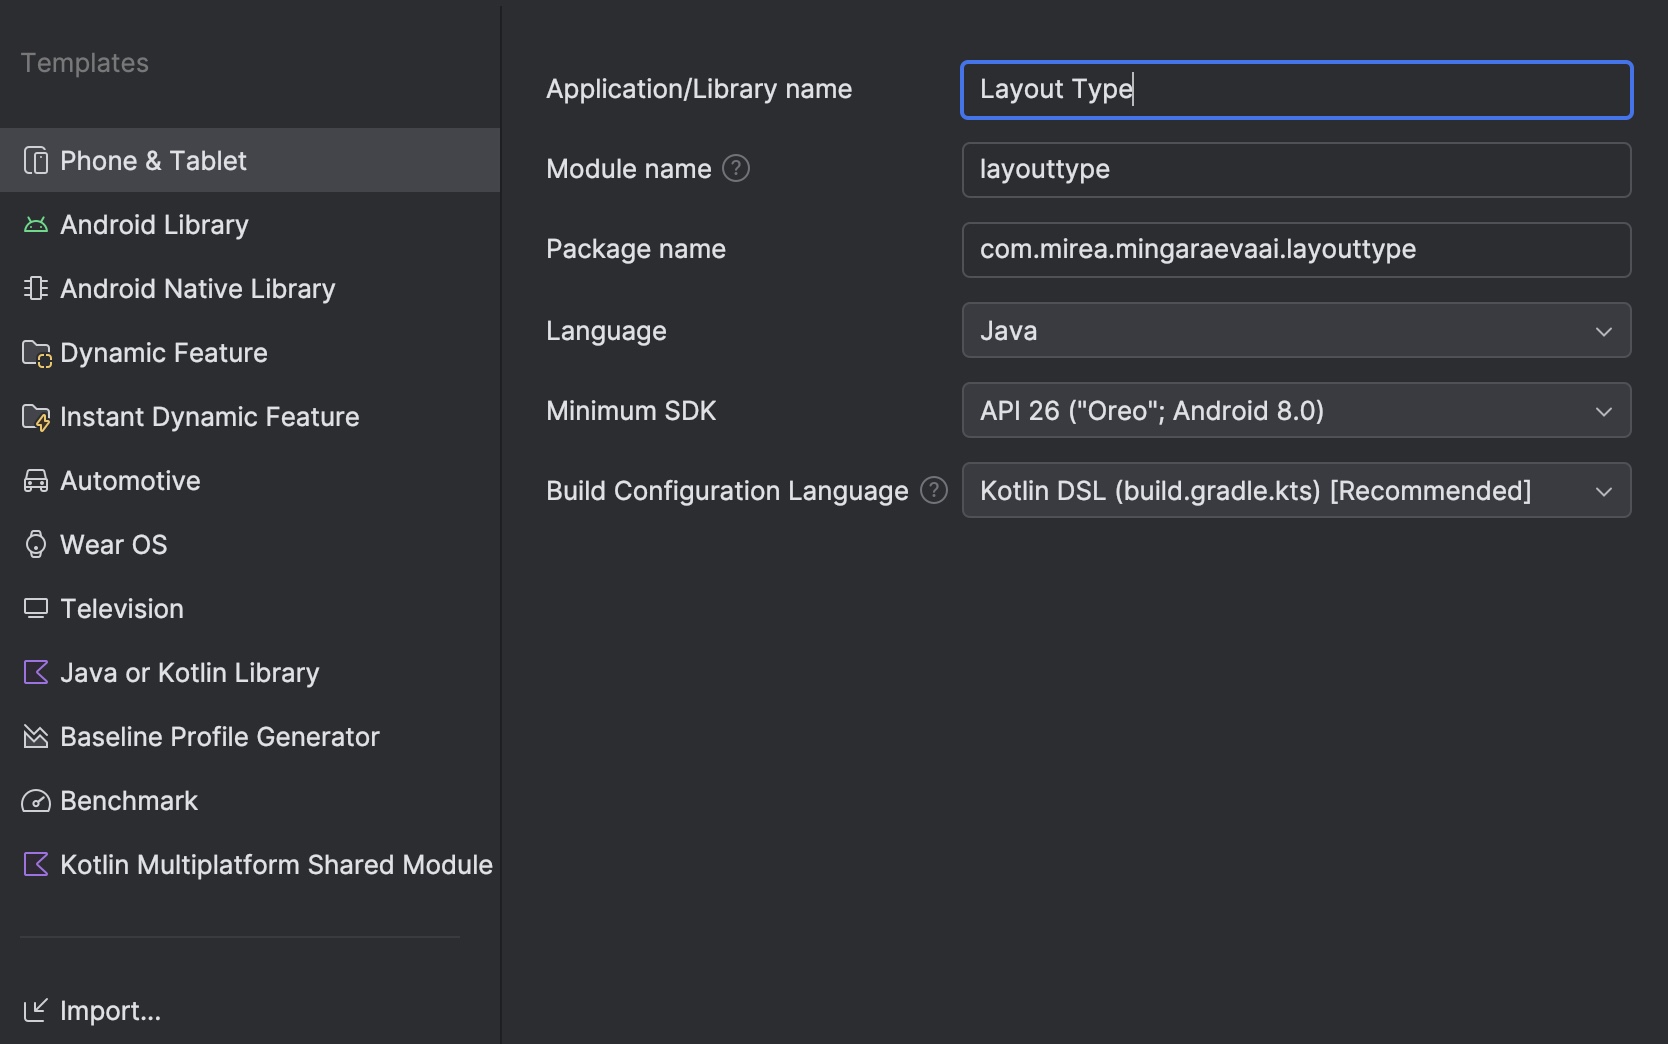 Templates
Phone & Tablet
Android Library
Android Native Library
Dynamic Feature
Instant Dynamic Feature
Automotive
Wear OS
Television
Java or Kotlin Library
Baseline Profile Generator
Benchmark
Kotlin Multiplatform Shared Module
Import...
Application/Library name
Layout Type
Module name ?
layouttype
Package name
com.mirea.mingaraevaai.layouttype
Language
Java
Minimum SDK
API 26 ("Oreo"; Android 8.0)
Build Configuration Language ?
Kotlin DSL (build.gradle.kts) [Recommended]